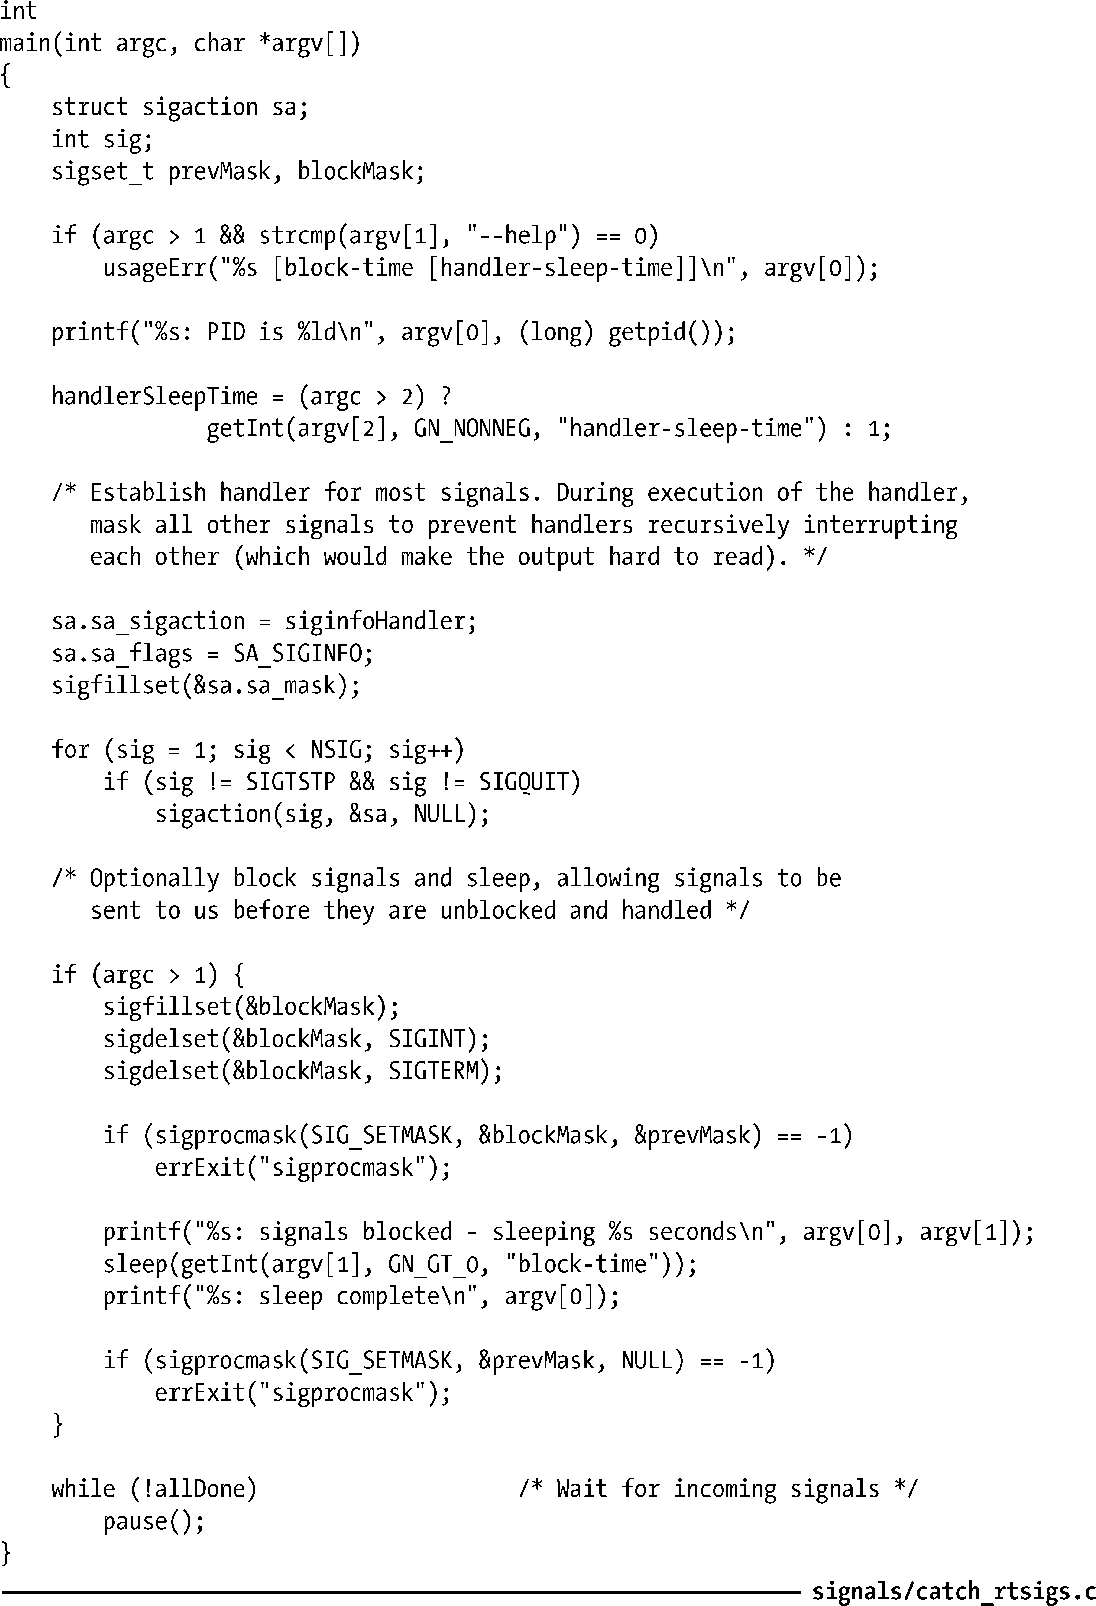 int
main(int argc, char *argv[])
{
    struct sigaction sa;
    int sig;
    sigset_t prevMask, blockMask;

    if (argc > 1 && strcmp(argv[1], "--help") == 0)
        usageErr("%s [block-time [handler-sleep-time]]\n", argv[0]);

    printf("%s: PID is %ld\n", argv[0], (long) getpid());

    handlerSleepTime = (argc > 2) ?
                getInt(argv[2], GN_NONNEG, "handler-sleep-time") : 1;

    /* Establish handler for most signals. During execution of the handler,
       mask all other signals to prevent handlers recursively interrupting
       each other (which would make the output hard to read). */

    sa.sa_sigaction = siginfoHandler;
    sa.sa_flags = SA_SIGINFO;
    sigfillset(&sa.sa_mask);

    for (sig = 1; sig < NSIG; sig++)
        if (sig != SIGTSTP && sig != SIGQUIT)
            sigaction(sig, &sa, NULL);

    /* Optionally block signals and sleep, allowing signals to be
       sent to us before they are unblocked and handled */

    if (argc > 1) {
        sigfillset(&blockMask);
        sigdelset(&blockMask, SIGINT);
        sigdelset(&blockMask, SIGTERM);

        if (sigprocmask(SIG_SETMASK, &blockMask, &prevMask) == -1)
            errExit("sigprocmask");

        printf("%s: signals blocked - sleeping %s seconds\n", argv[0], argv[1]);
        sleep(getInt(argv[1], GN_GT_0, "block-time"));
        printf("%s: sleep complete\n", argv[0]);

        if (sigprocmask(SIG_SETMASK, &prevMask, NULL) == -1)
            errExit("sigprocmask");
    }

    while (!allDone)                    /* Wait for incoming signals */
        pause();
}
signals/catch_rtsigs.c